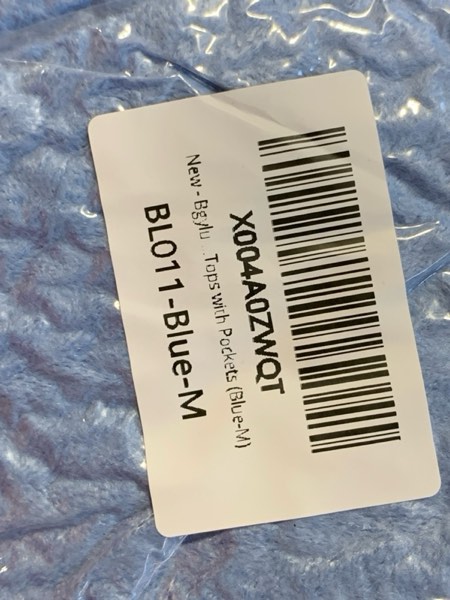 X004A0ZWQT
New - Bgylu ...Tops with Pockets (Blue-M)
BL011-Blue-M